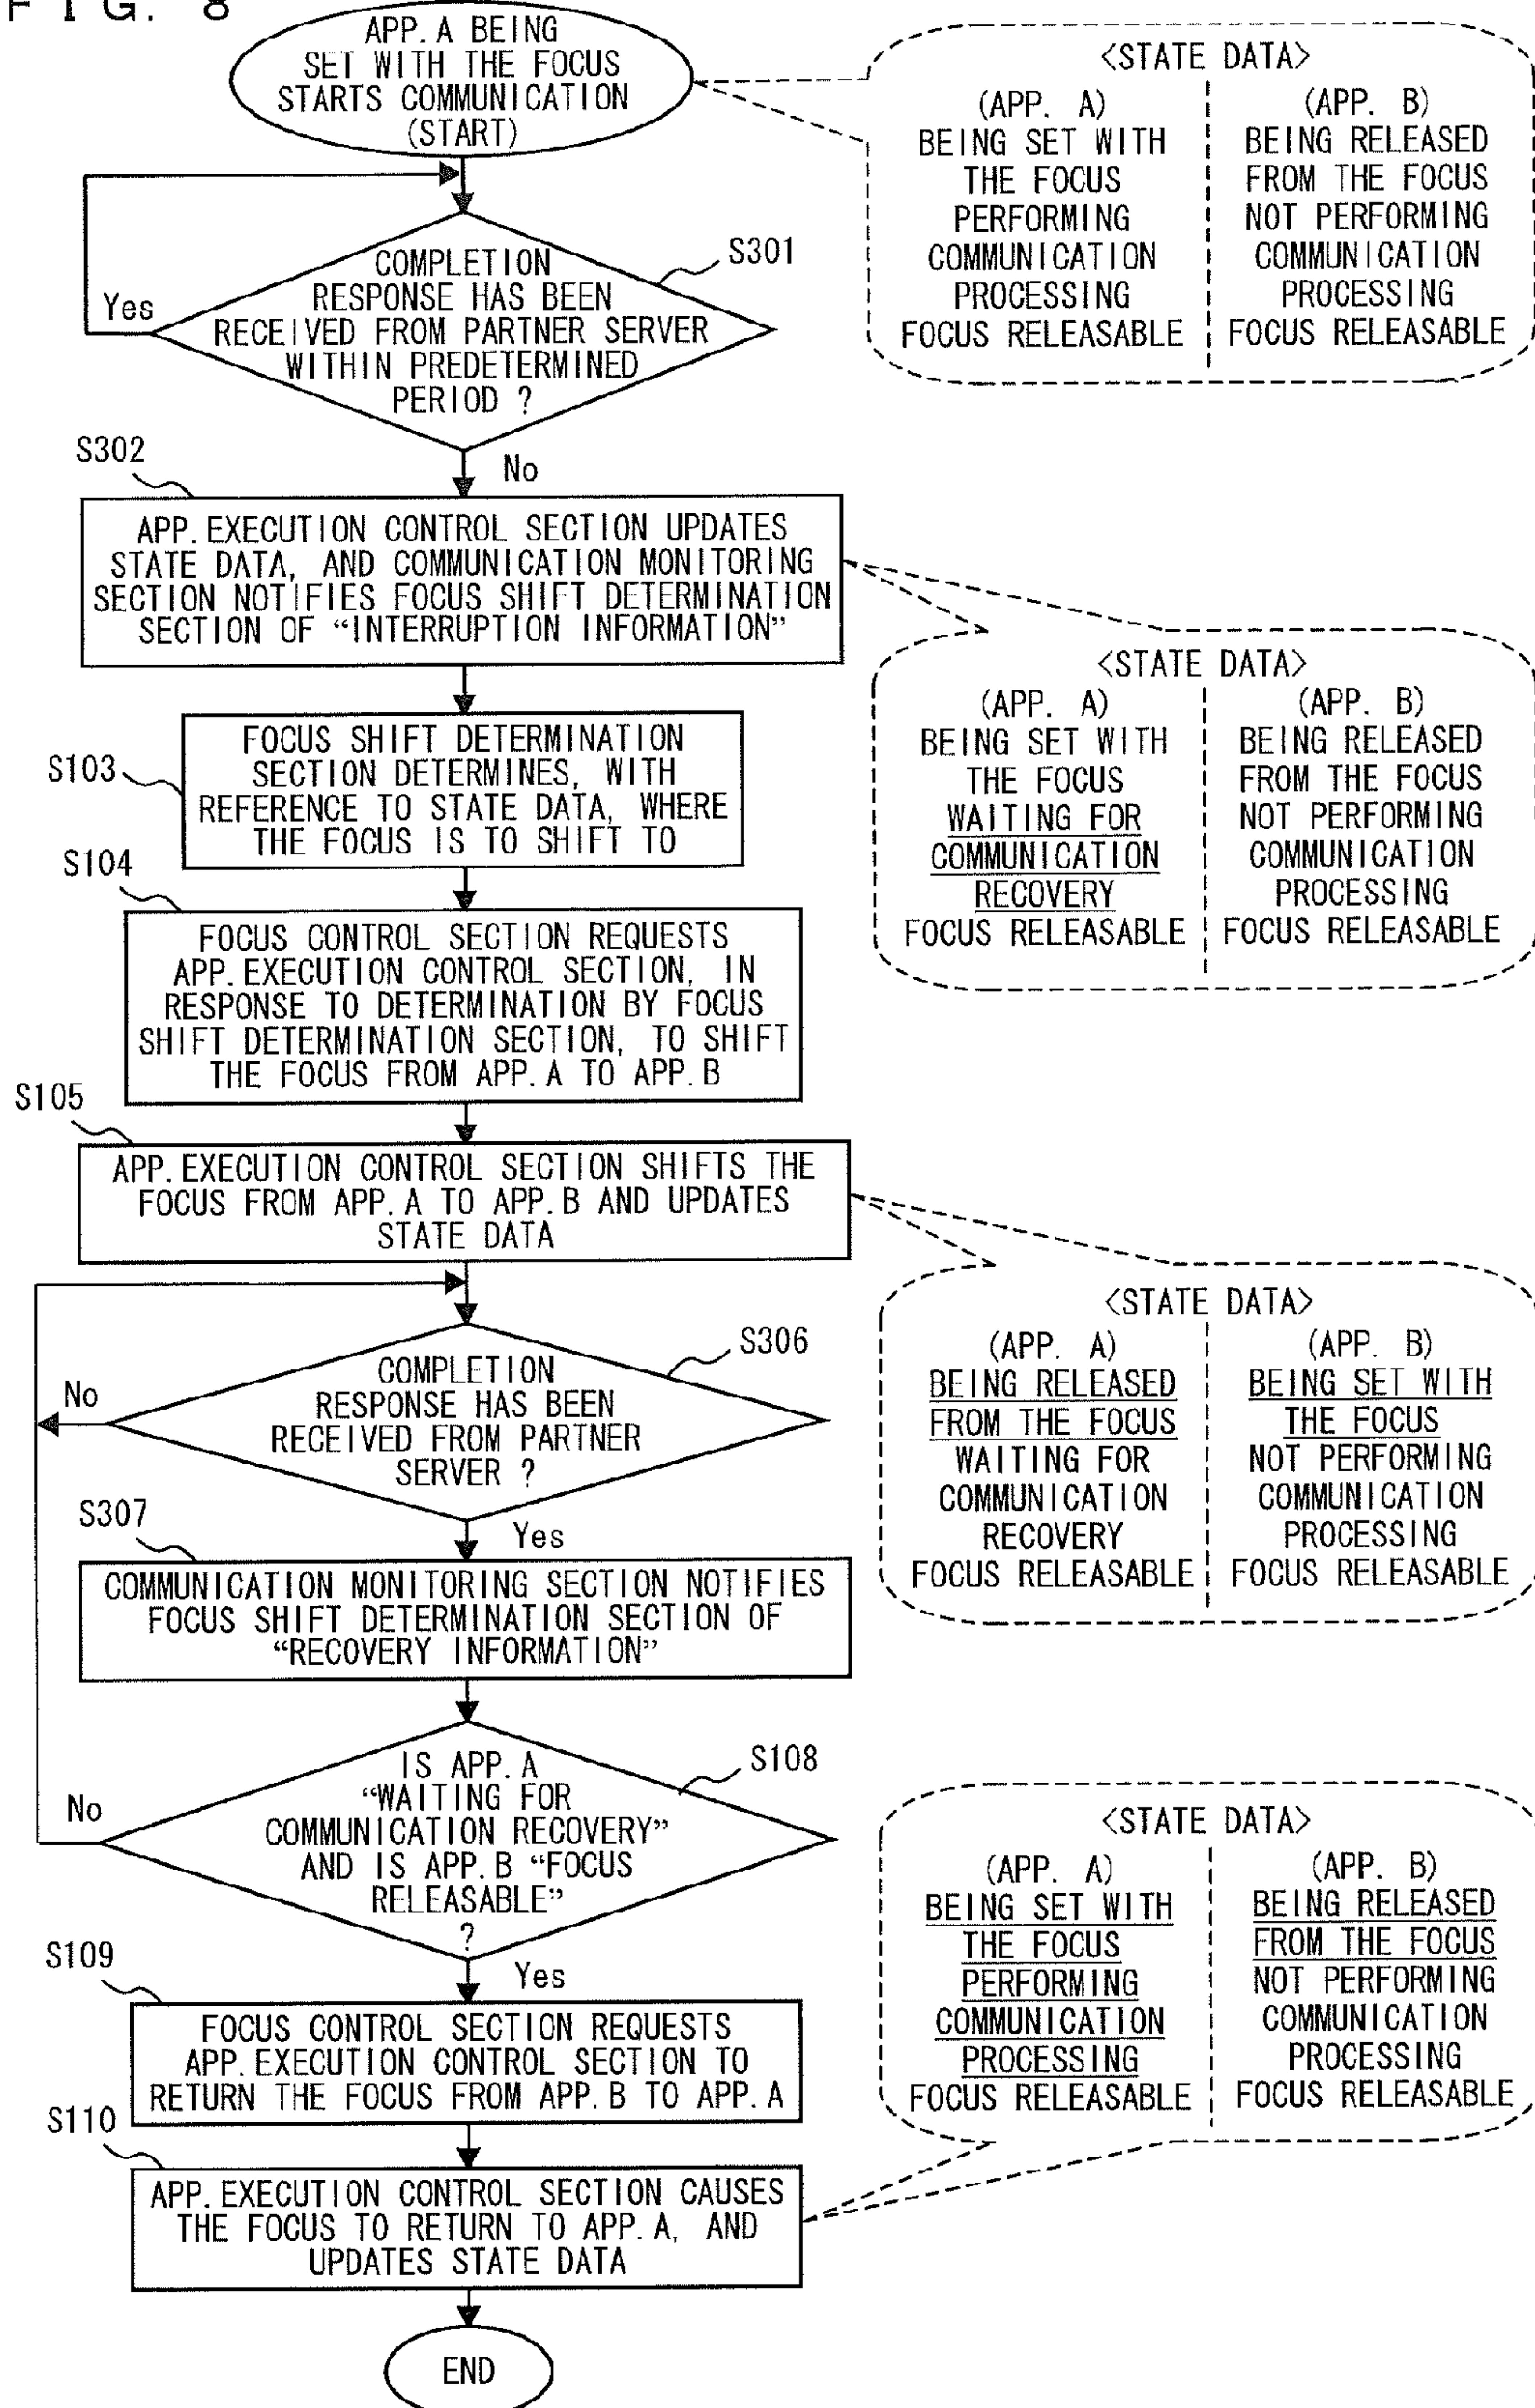 FIG. 8
APP. A BEING
SET WITH THE FOCUS
STARTS COMMUNICATION
(START)
<STATE DATA>
(APP. A)
BEING SET WITH
THE FOCUS
PERFORMING
COMMUNICATION
PROCESSING
FOCUS RELEASABLE
(APP. B)
BEING RELEASED
FROM THE FOCUS
NOT PERFORMING
COMMUNICATION
PROCESSING
FOCUS RELEASABLE
S301
COMPLETION
RESPONSE HAS BEEN
RECEIVED FROM PARTNER SERVER
WITHIN PREDETERMINED
PERIOD ?
Yes
No
S302
APP. EXECUTION CONTROL SECTION UPDATES
STATE DATA, AND COMMUNICATION MONITORING
SECTION NOTIFIES FOCUS SHIFT DETERMINATION
SECTION OF “INTERRUPTION INFORMATION”
<STATE DATA>
(APP. A)
BEING SET WITH
THE FOCUS
WAITING FOR
COMMUNICATION
RECOVERY
FOCUS RELEASABLE
(APP. B)
BEING RELEASED
FROM THE FOCUS
NOT PERFORMING
COMMUNICATION
PROCESSING
FOCUS RELEASABLE
S103
FOCUS SHIFT DETERMINATION
SECTION DETERMINES, WITH
REFERENCE TO STATE DATA, WHERE
THE FOCUS IS TO SHIFT TO
S104
FOCUS CONTROL SECTION REQUESTS
APP. EXECUTION CONTROL SECTION, IN
RESPONSE TO DETERMINATION BY FOCUS
SHIFT DETERMINATION SECTION, TO SHIFT
THE FOCUS FROM APP. A TO APP. B
S105
APP. EXECUTION CONTROL SECTION SHIFTS THE
FOCUS FROM APP. A TO APP. B AND UPDATES
STATE DATA
<STATE DATA>
(APP. A)
BEING RELEASED
FROM THE FOCUS
WAITING FOR
COMMUNICATION
RECOVERY
FOCUS RELEASABLE
(APP. B)
BEING SET WITH
THE FOCUS
NOT PERFORMING
COMMUNICATION
PROCESSING
FOCUS RELEASABLE
S306
COMPLETION
RESPONSE HAS BEEN
RECEIVED FROM PARTNER
SERVER ?
No
Yes
S307
COMMUNICATION MONITORING SECTION NOTIFIES
FOCUS SHIFT DETERMINATION SECTION OF
“RECOVERY INFORMATION”
S108
IS APP. A
“WAITING FOR
COMMUNICATION RECOVERY”
AND IS APP. B “FOCUS
RELEASABLE”
?
No
Yes
<STATE DATA>
(APP. A)
BEING SET WITH
THE FOCUS
PERFORMING
COMMUNICATION
PROCESSING
FOCUS RELEASABLE
(APP. B)
BEING RELEASED
FROM THE FOCUS
NOT PERFORMING
COMMUNICATION
PROCESSING
FOCUS RELEASABLE
S109
FOCUS CONTROL SECTION REQUESTS
APP. EXECUTION CONTROL SECTION TO
RETURN THE FOCUS FROM APP. B TO APP. A
S110
APP. EXECUTION CONTROL SECTION CAUSES
THE FOCUS TO RETURN TO APP. A, AND
UPDATES STATE DATA
END